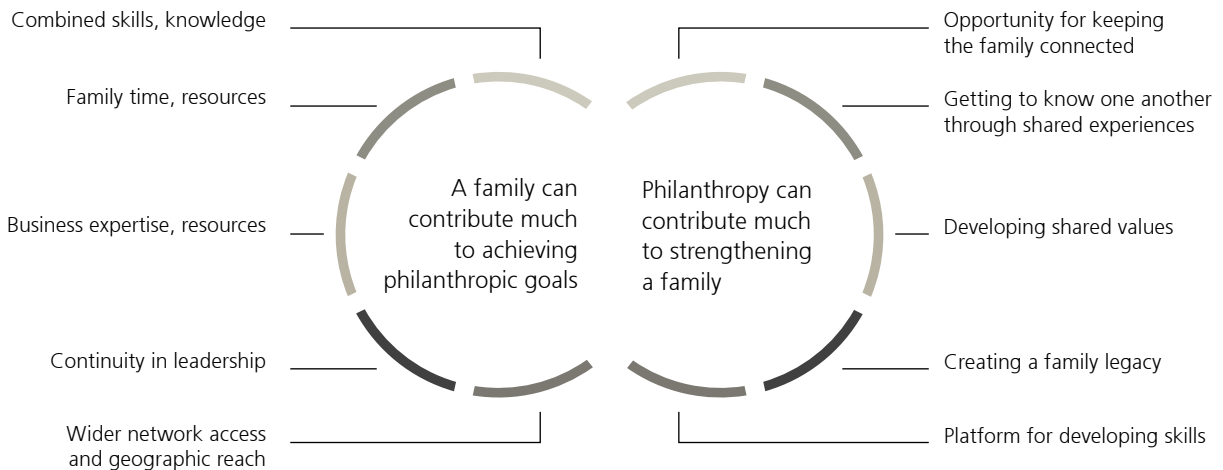 Combined skills, knowledge
Family time, resources
Business expertise, resources
Continuity in leadership
Wider network access
and geographic reach
A family can
contribute much
to achieving
philanthropic goals
Philanthropy can
contribute much
to strengthening
a family
Opportunity for keeping
the family connected
Getting to know one another
through shared experiences
Developing shared values
Creating a family legacy
Platform for developing skills